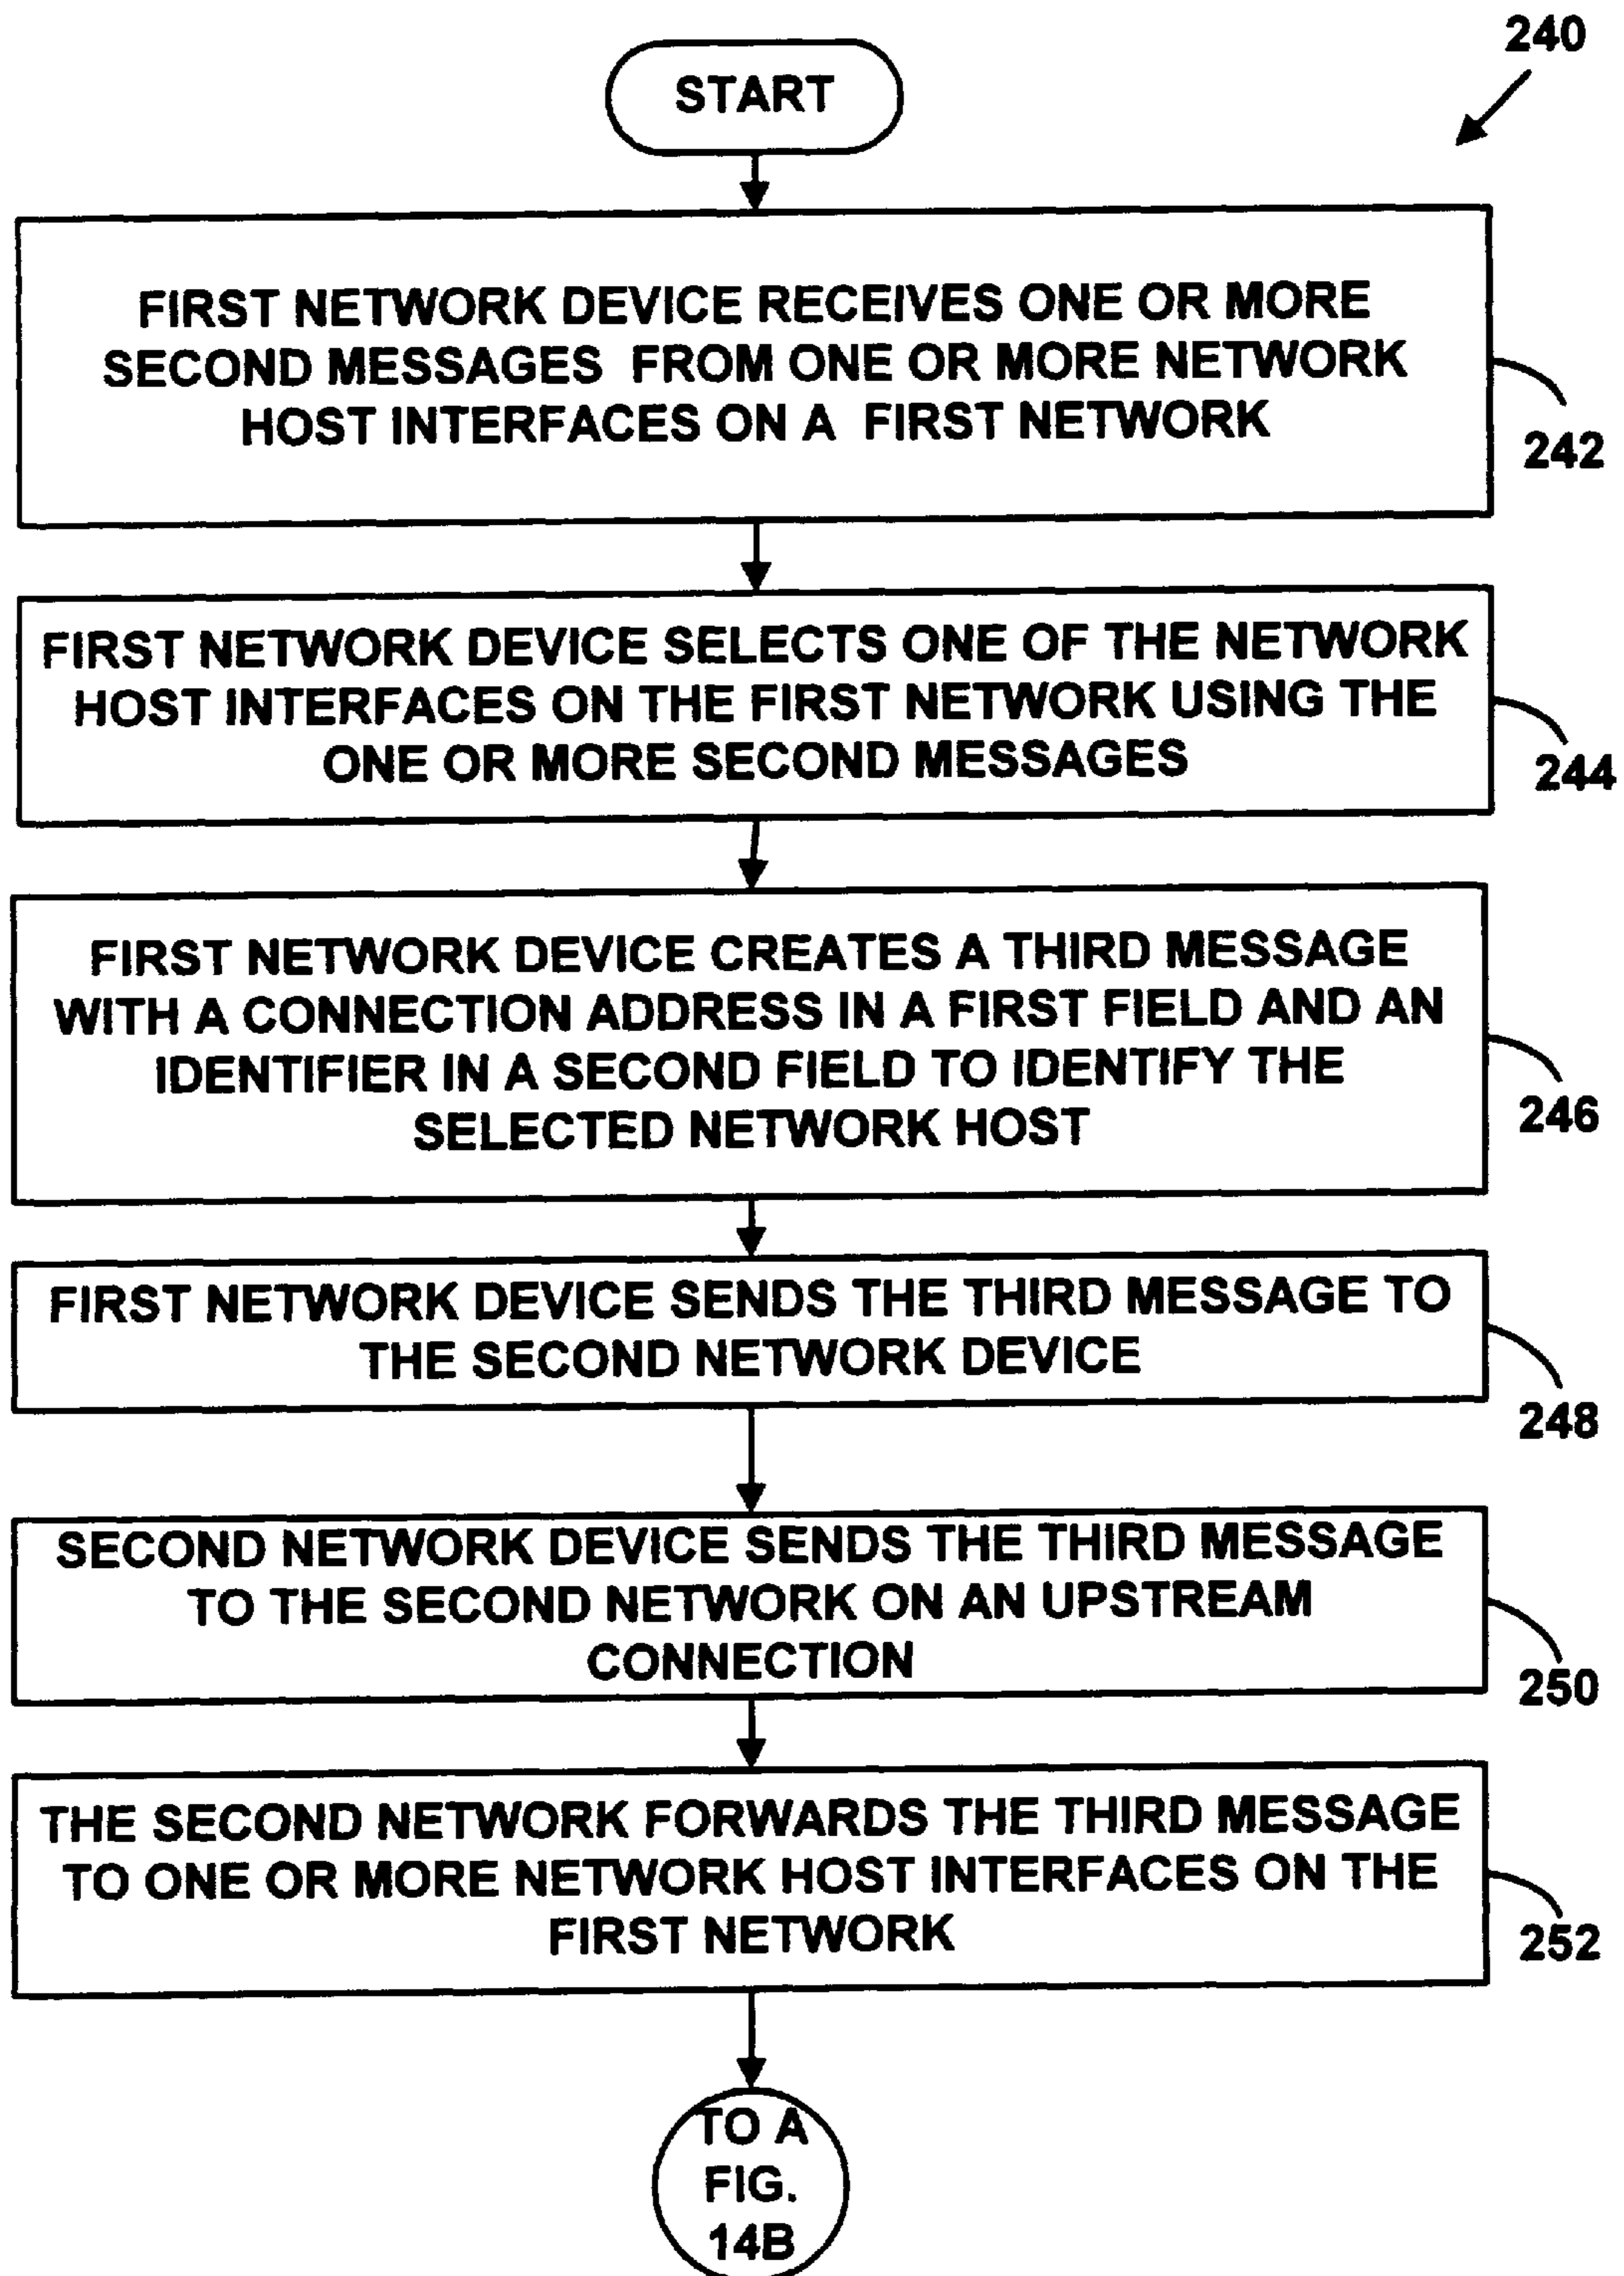 240
START
FIRST NETWORK DEVICE RECEIVES ONE OR MORE
SECOND MESSAGES FROM ONE OR MORE NETWORK
HOST INTERFACES ON A FIRST NETWORK
242
FIRST NETWORK DEVICE SELECTS ONE OF THE NETWORK
HOST INTERFACES ON THE FIRST NETWORK USING THE
ONE OR MORE SECOND MESSAGES
244
FIRST NETWORK DEVICE CREATES A THIRD MESSAGE
WITH A CONNECTION ADDRESS IN A FIRST FIELD AND AN
IDENTIFIER IN A SECOND FIELD TO IDENTIFY THE
SELECTED NETWORK HOST
246
FIRST NETWORK DEVICE SENDS THE THIRD MESSAGE TO
THE SECOND NETWORK DEVICE
248
SECOND NETWORK DEVICE SENDS THE THIRD MESSAGE
TO THE SECOND NETWORK ON AN UPSTREAM
CONNECTION
250
THE SECOND NETWORK FORWARDS THE THIRD MESSAGE
TO ONE OR MORE NETWORK HOST INTERFACES ON THE
FIRST NETWORK
252
TO A
FIG.
14B